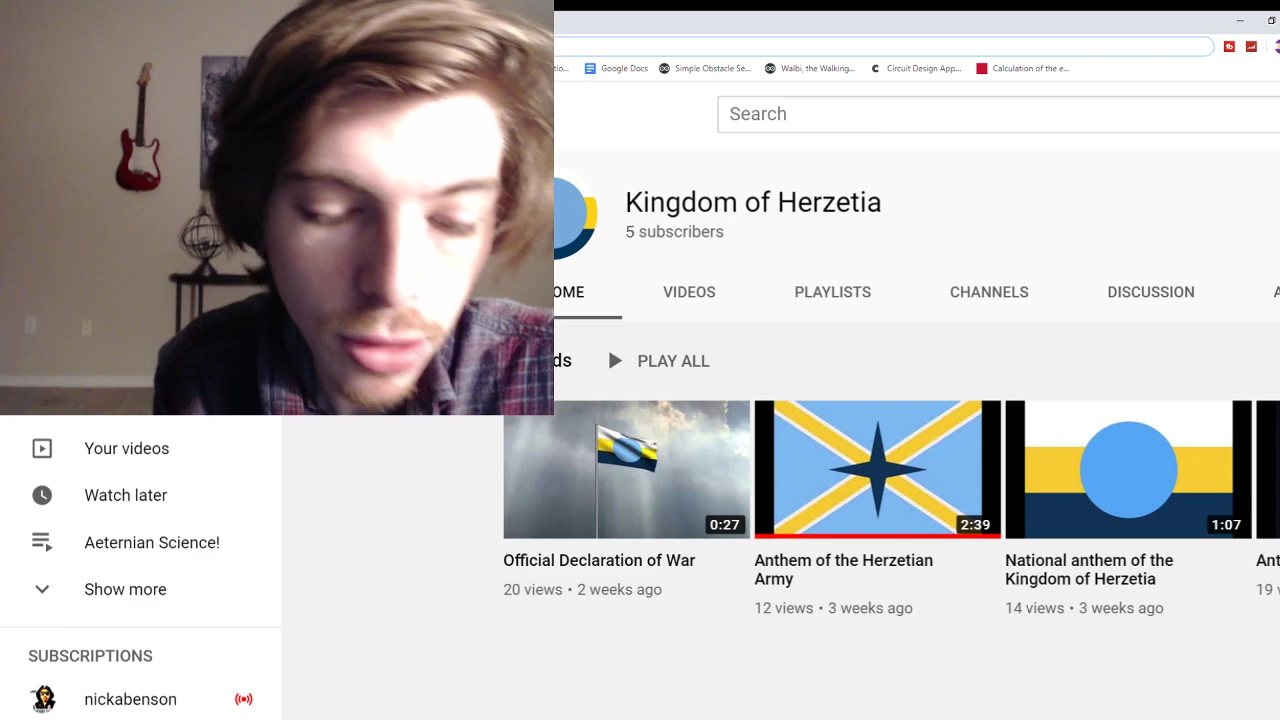 tio...
Google Docs
Simple Obstacle Se...
Walbi, the Walking...
Circuit Design App...
Calculation of the e...
Search
Kingdom of Herzetia
5 subscribers
OME
VIDEOS
PLAYLISTS
CHANNELS
DISCUSSION
A
ds
PLAY ALL
0:27
2:39
1:07
Official Declaration of War
20 views • 2 weeks ago
Anthem of the Herzetian
Army
12 views • 3 weeks ago
National anthem of the
Kingdom of Herzetia
14 views • 3 weeks ago
Ant
19 v
Your videos
Watch later
Aeternian Science!
Show more
SUBSCRIPTIONS
nickabenson